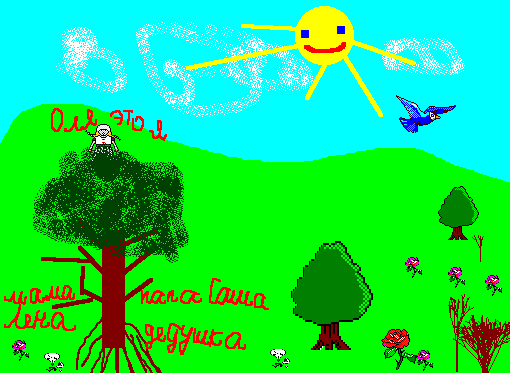 Оля это я
мама папа Саша
Лена дедушка